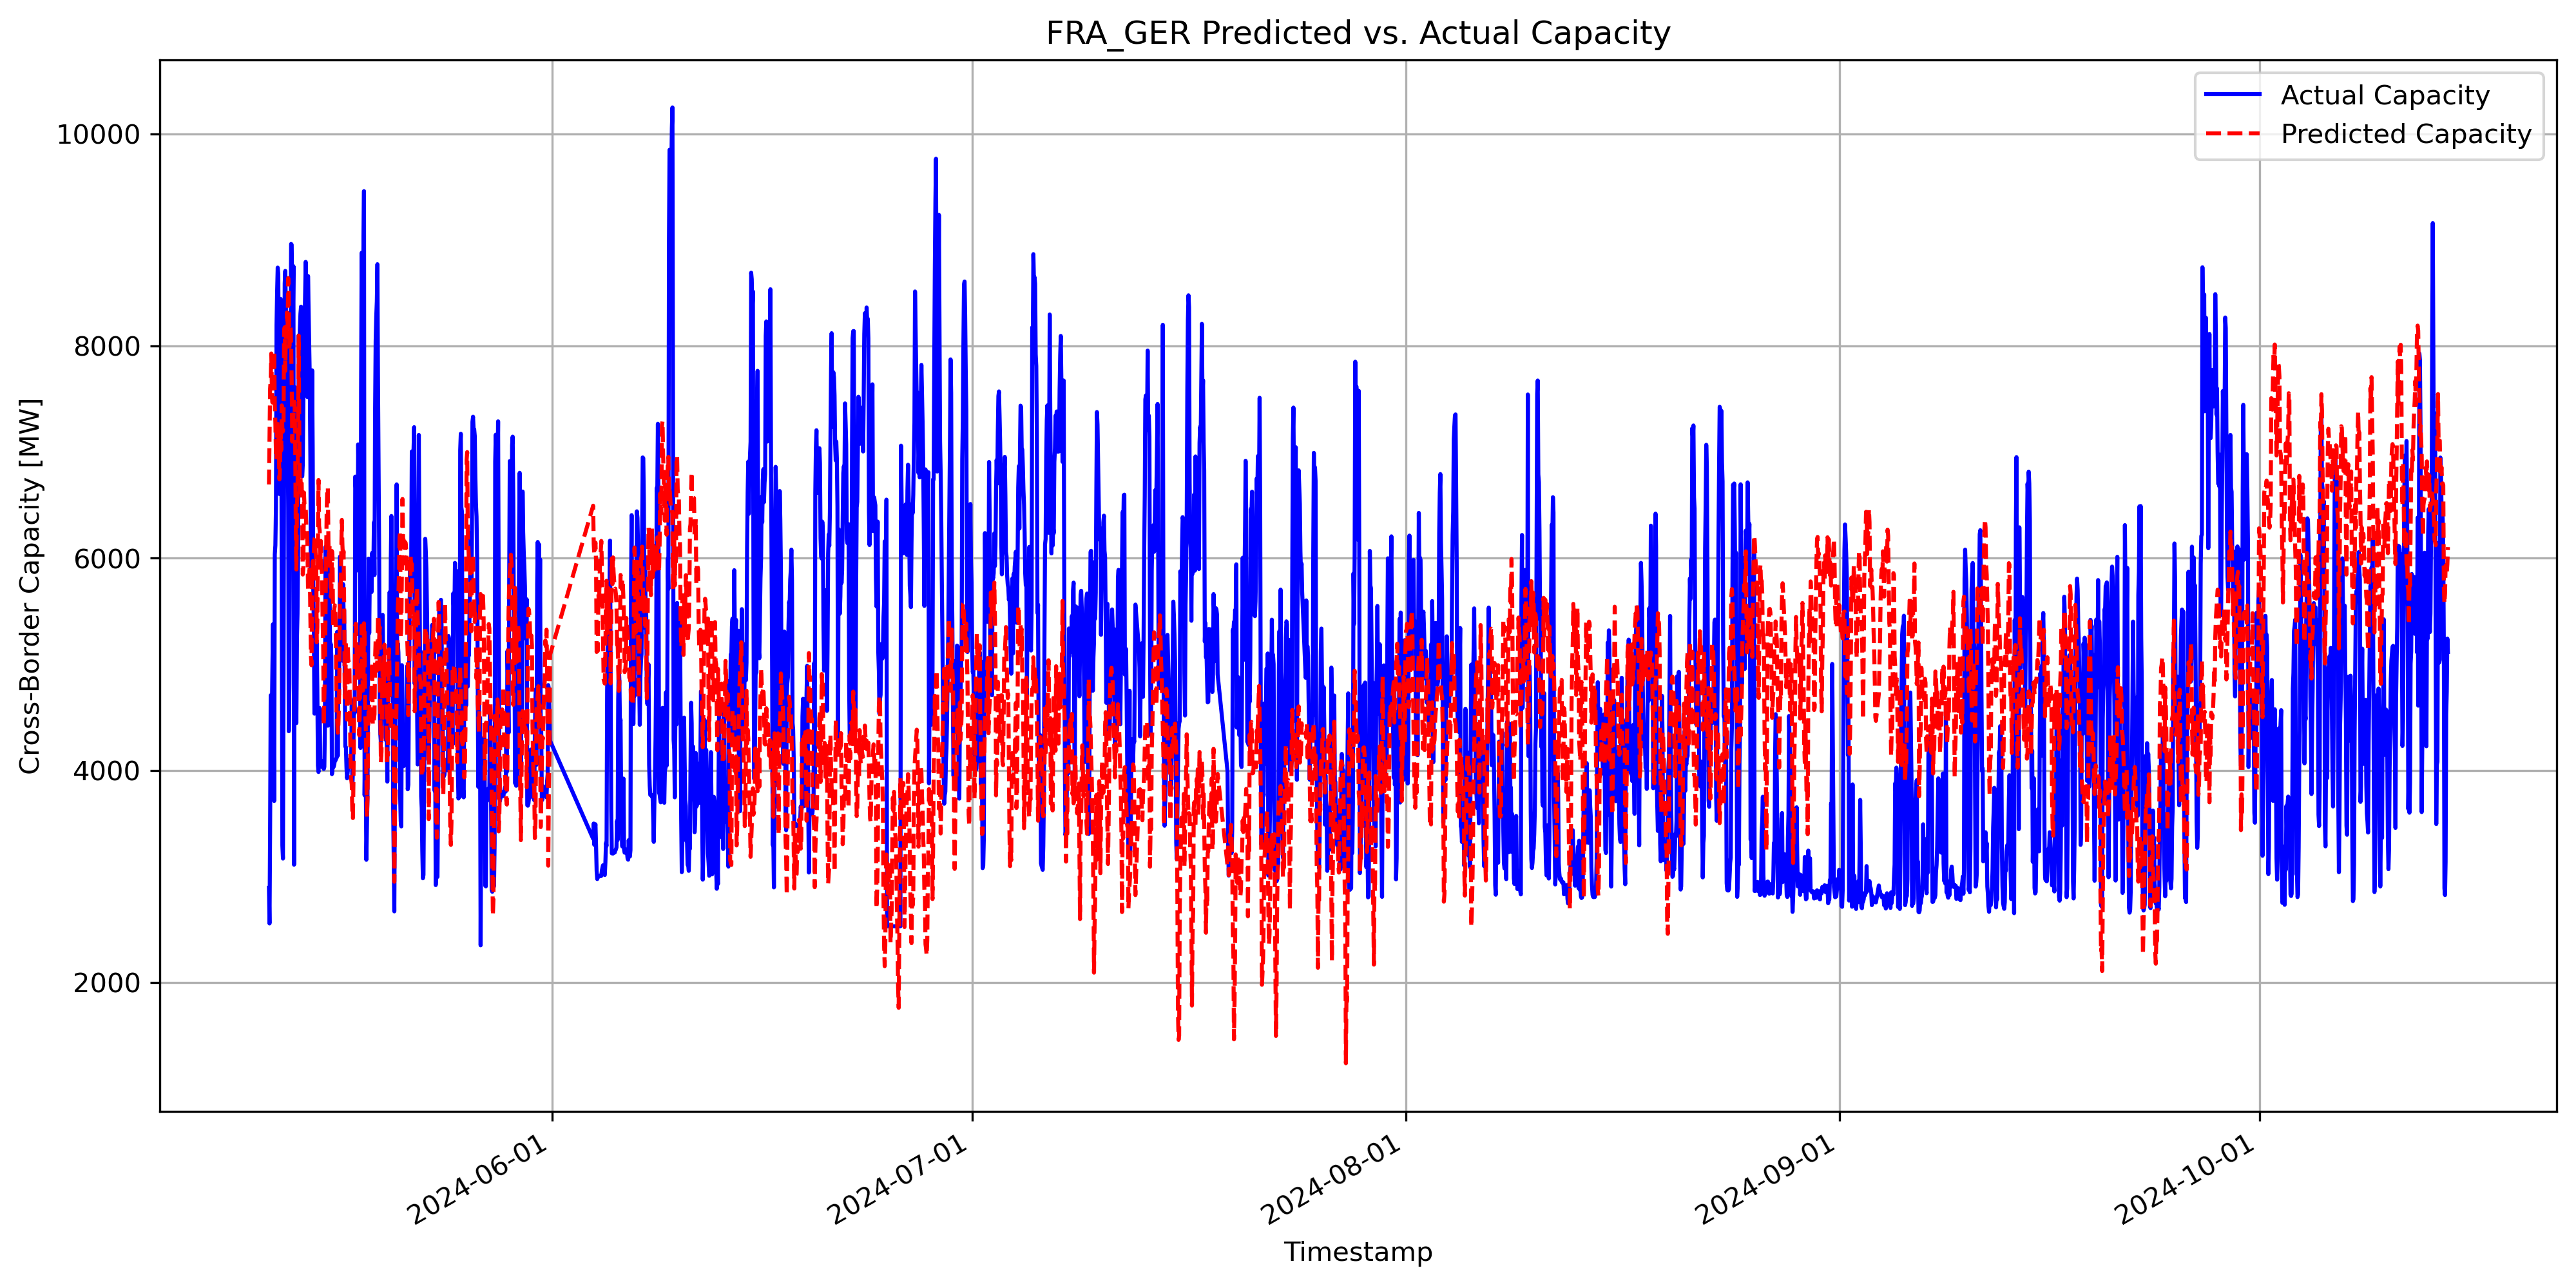 FRA_GER Predicted vs. Actual Capacity
Actual Capacity
Predicted Capacity
Cross-Border Capacity [MW]
10000
8000
6000
4000
2000
2024-06-01
2024-07-01
2024-08-01
2024-09-01
2024-10-01
Timestamp